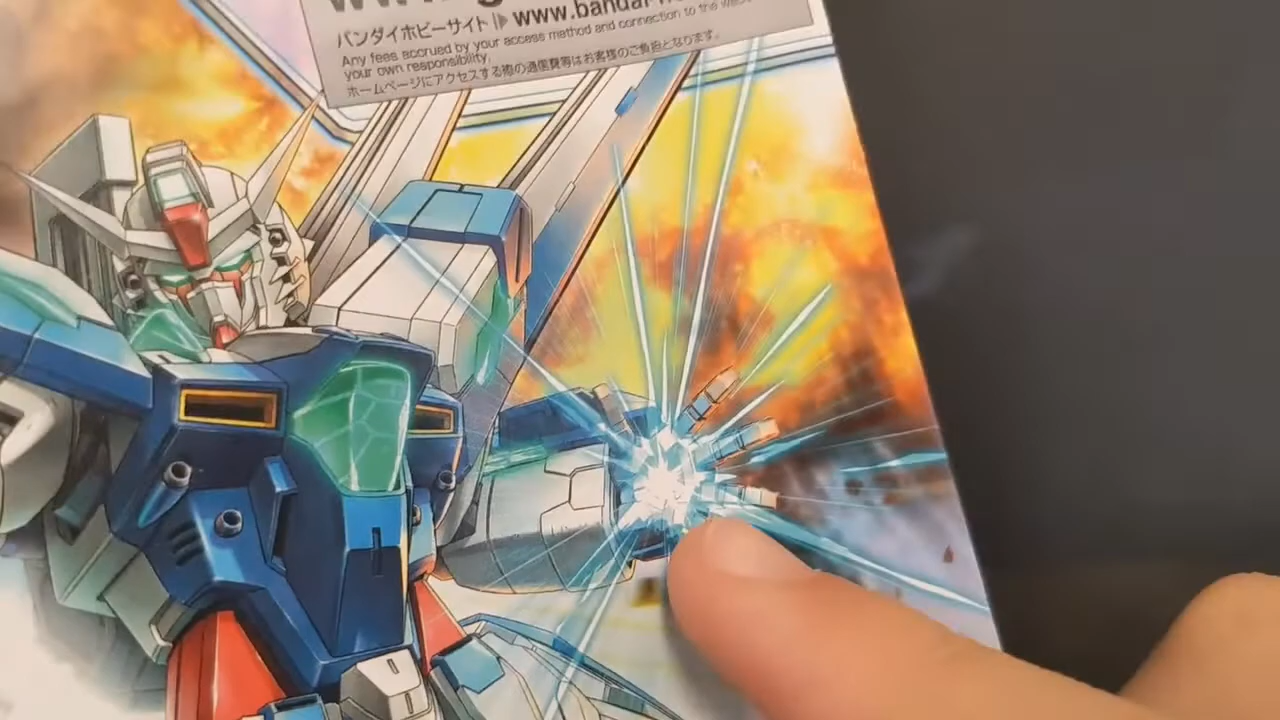 バンダイホビーサイト www.bandai-h
Any fees accrued by your access method and connection to the
your own responsibility.
ホームページにアクセスする際の通信費等はお客様のご負担となります。